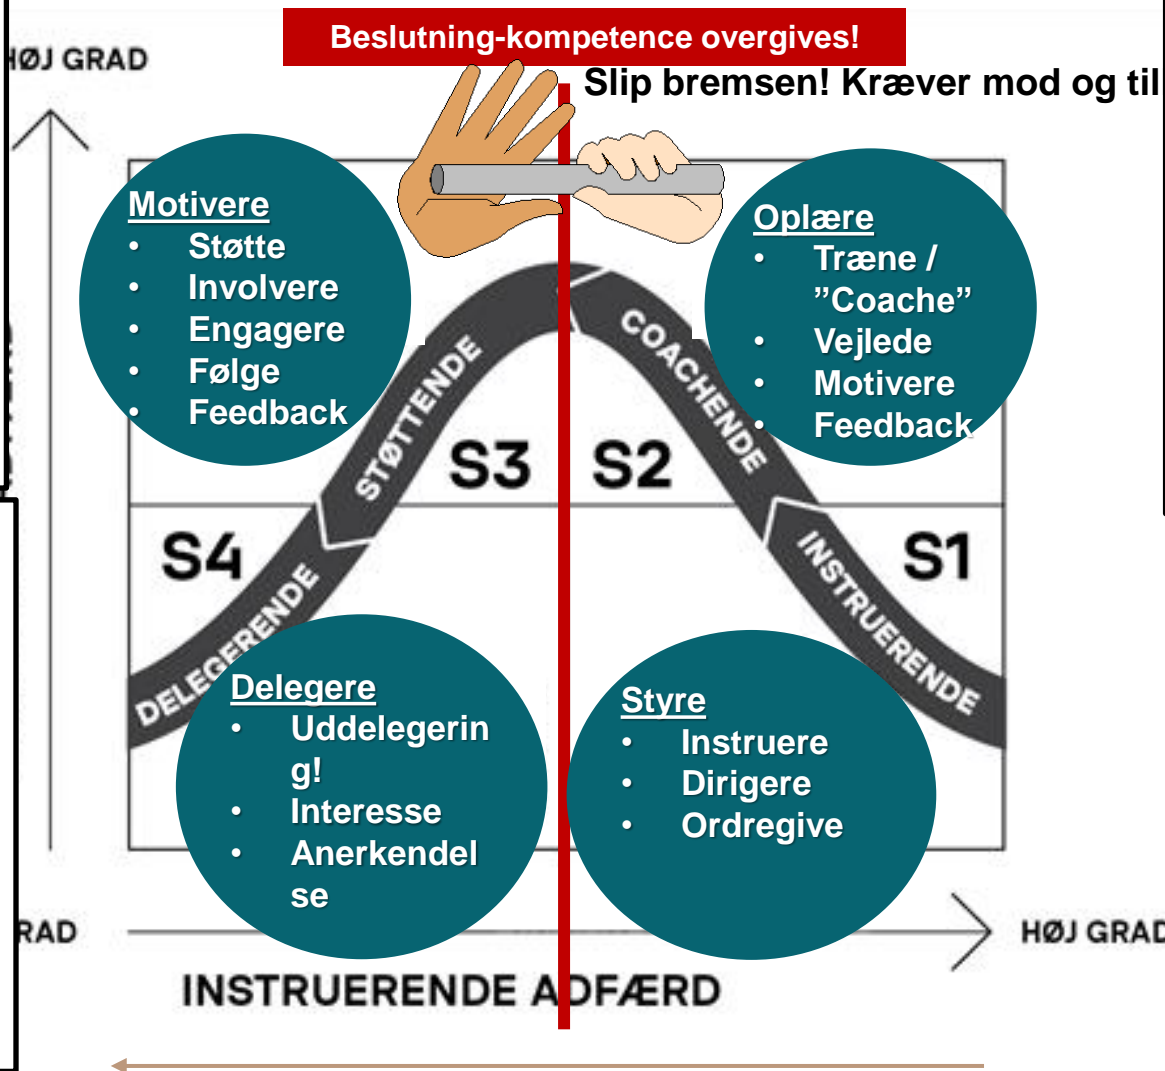 Beslutning-kompetence overgives!
HØJ GRAD
Slip bremsen! Kræver mod og til
Motivere
• Støtte
• Involvere
• Engagere
• Følge
• Feedback
Oplære
• Træne /
”Coache”
• Vejlede
• Motivere
• Feedback
STØTTENDE
COACHENDE
S3
S2
S4
S1
DELEGERENDE
INSTRUERENDE
Delegere
• Uddelegerin
g!
• Interesse
• Anerkendel
se
Styre
• Instruere
• Dirigere
• Ordregive
RAD
HØJ GRAD
INSTRUERENDE ADFÆRD